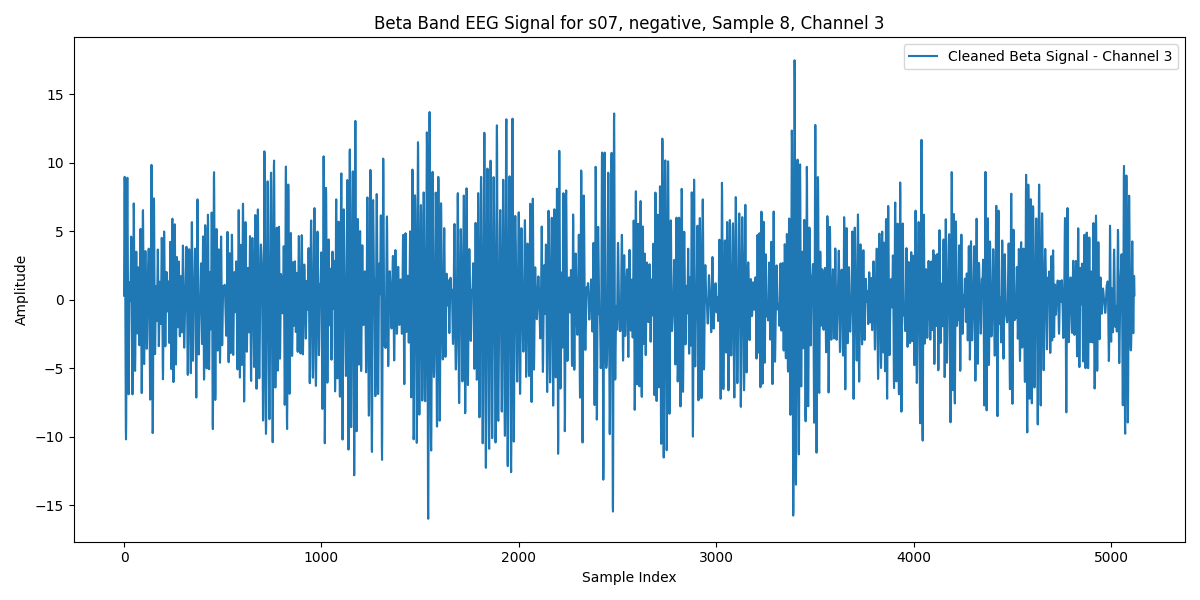 Beta Band EEG Signal for s07, negative, Sample 8, Channel 3
Cleaned Beta Signal - Channel 3
15
10
5
0
−5
−10
−15
Amplitude
0 1000 2000 3000 4000 5000
Sample Index